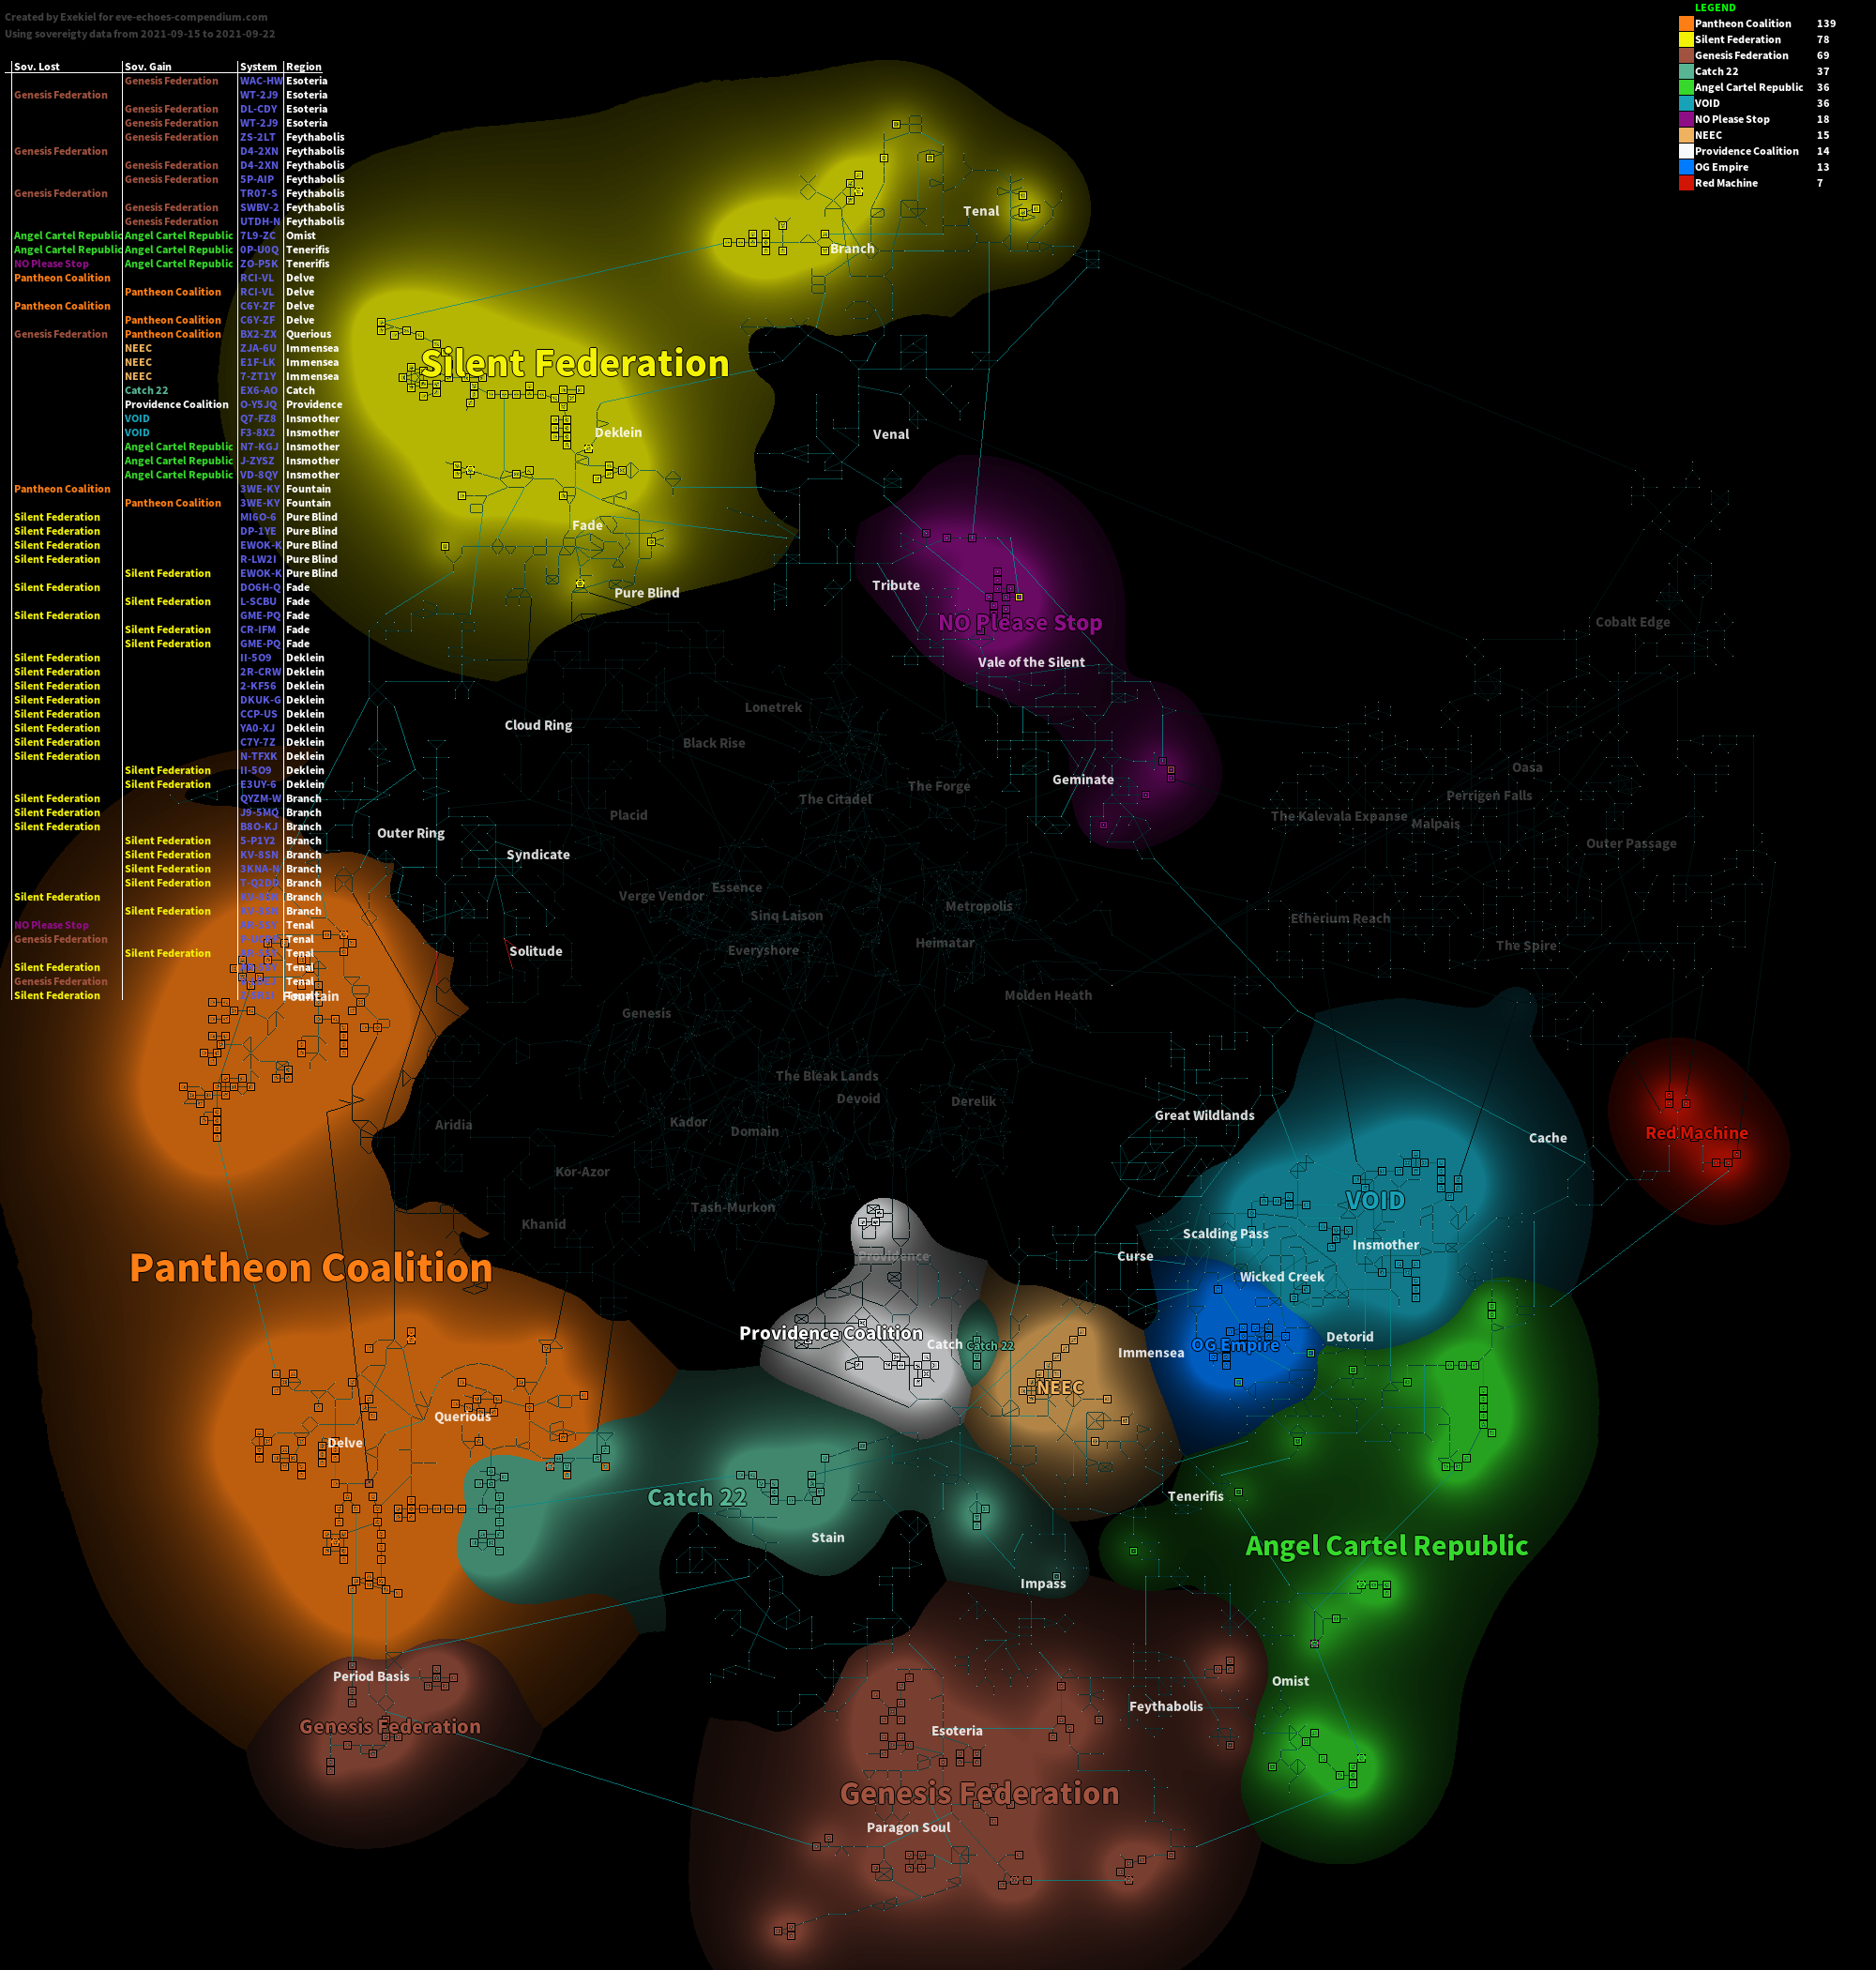 Created by Exekiel for eve-echoes-compendium.com
Using sovereigty data from 2021-09-15 to 2021-09-22
Sov. Lost Sov. Gain System Region
Genesis Federation WAC-HW Esoteria
Genesis Federation WT-2J9 Esoteria
Genesis Federation DL-CDY Esoteria
Genesis Federation WT-2J9 Esoteria
Genesis Federation ZS-2LT Feythabolis
Genesis Federation D4-2XN Feythabolis
Genesis Federation D4-2XN Feythabolis
Genesis Federation 5P-AIP Feythabolis
Genesis Federation TR07-S Feythabolis
Genesis Federation SWBV-2 Feythabolis
Genesis Federation UTDH-N Feythabolis
Angel Cartel Republic Angel Cartel Republic 7L9-ZC Omist
Angel Cartel Republic Angel Cartel Republic 0P-U0Q Tenerifis
NO Please Stop Angel Cartel Republic ZO-P5K Tenerifis
Pantheon Coalition RCI-VL Delve
Pantheon Coalition RCI-VL Delve
Pantheon Coalition C6Y-ZF Delve
Pantheon Coalition C6Y-ZF Delve
Genesis Federation Pantheon Coalition BX2-ZX Querious
NEEC ZJA-6U Immensea
NEEC E1F-LK Immensea
NEEC 7-ZT1Y Immensea
Catch 22 EX6-AO Catch
Providence Coalition O-Y5JQ Providence
VOID Q7-FZ8 Insmother
VOID F3-8X2 Insmother
Angel Cartel Republic N7-KGJ Insmother
Angel Cartel Republic J-ZYSZ Insmother
Angel Cartel Republic VD-8QY Insmother
Pantheon Coalition 3WE-KY Fountain
Pantheon Coalition 3WE-KY Fountain
Silent Federation MI6O-6 Pure Blind
Silent Federation DP-1YE Pure Blind
Silent Federation EWOK-K Pure Blind
Silent Federation R-LW2I Pure Blind
Silent Federation EWOK-K Pure Blind
Silent Federation DO6H-Q Fade
Silent Federation L-SCBU Fade
Silent Federation GME-PQ Fade
Silent Federation CR-IFM Fade
Silent Federation GME-PQ Fade
Silent Federation II-5O9 Deklein
Silent Federation 2R-CRW Deklein
Silent Federation 2-KF56 Deklein
Silent Federation DKUK-G Deklein
Silent Federation CCP-US Deklein
Silent Federation YA0-XJ Deklein
Silent Federation C7Y-7Z Deklein
Silent Federation N-TFXK Deklein
Silent Federation II-5O9 Deklein
Silent Federation E3UY-6 Deklein
Silent Federation QYZM-W Branch
Silent Federation J9-5MQ Branch
Silent Federation B8O-KJ Branch
Silent Federation 5-P1Y2 Branch
Silent Federation KV-8SN Branch
Silent Federation 3KNA-N Branch
Silent Federation T-Q2DD Branch
Silent Federation KV-8SN Branch
Silent Federation Branch
NO Please Stop Tenal
Genesis Federation Tenal
Silent Federation Tenal
Silent Federation Tenal
Genesis Federation Tenal
Silent Federation
LEGEND
Pantheon Coalition 139
Silent Federation 78
Genesis Federation 69
Catch 22 37
Angel Cartel Republic 36
VOID 36
NO Please Stop 18
NEEC 15
Providence Coalition 14
OG Empire 13
Red Machine 7
Tenal
Branch
Silent Federation
Deklein
Venal
Fade
Tribute
Pure Blind
NO Please Stop
Cobalt Edge
Vale of the Silent
Lonetrek
Cloud Ring
Black Rise
Oasa
Geminate
The Forge
Perrigen Falls
The Citadel
Placid
The Kalevala Expanse
Malpais
Outer Ring
Outer Passage
Syndicate
Essence
Verge Vendor
Metropolis
Sinq Laison
Etherium Reach
Heimatar
The Spire
Solitude
Everyshore
Fountain
Molden Heath
Genesis
The Bleak Lands
Devoid
Derelik
Great Wildlands
Kador
Aridia
Domain
Red Machine
Cache
Kor-Azor
VOID
Tash-Murkon
Khanid
Scalding Pass
Insmother
Providence
Curse
Pantheon Coalition
Wicked Creek
Providence Coalition
Detorid
Catch
Catch 22
OG Empire
Immensea
NEEC
Querious
Delve
Catch 22
Tenerifis
Stain
Angel Cartel Republic
Impass
Period Basis
Omist
Feythabolis
Genesis Federation
Esoteria
Genesis Federation
Paragon Soul